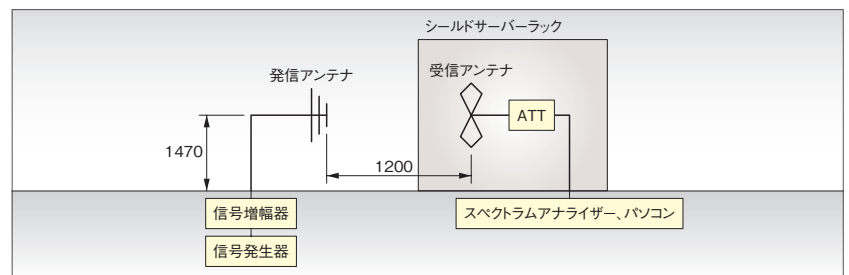 シールドサーバーラック
発信アンテナ
受信アンテナ
ATT
1470
1200
信号増幅器
スペクトラムアナライザー、パソコン
信号発生器